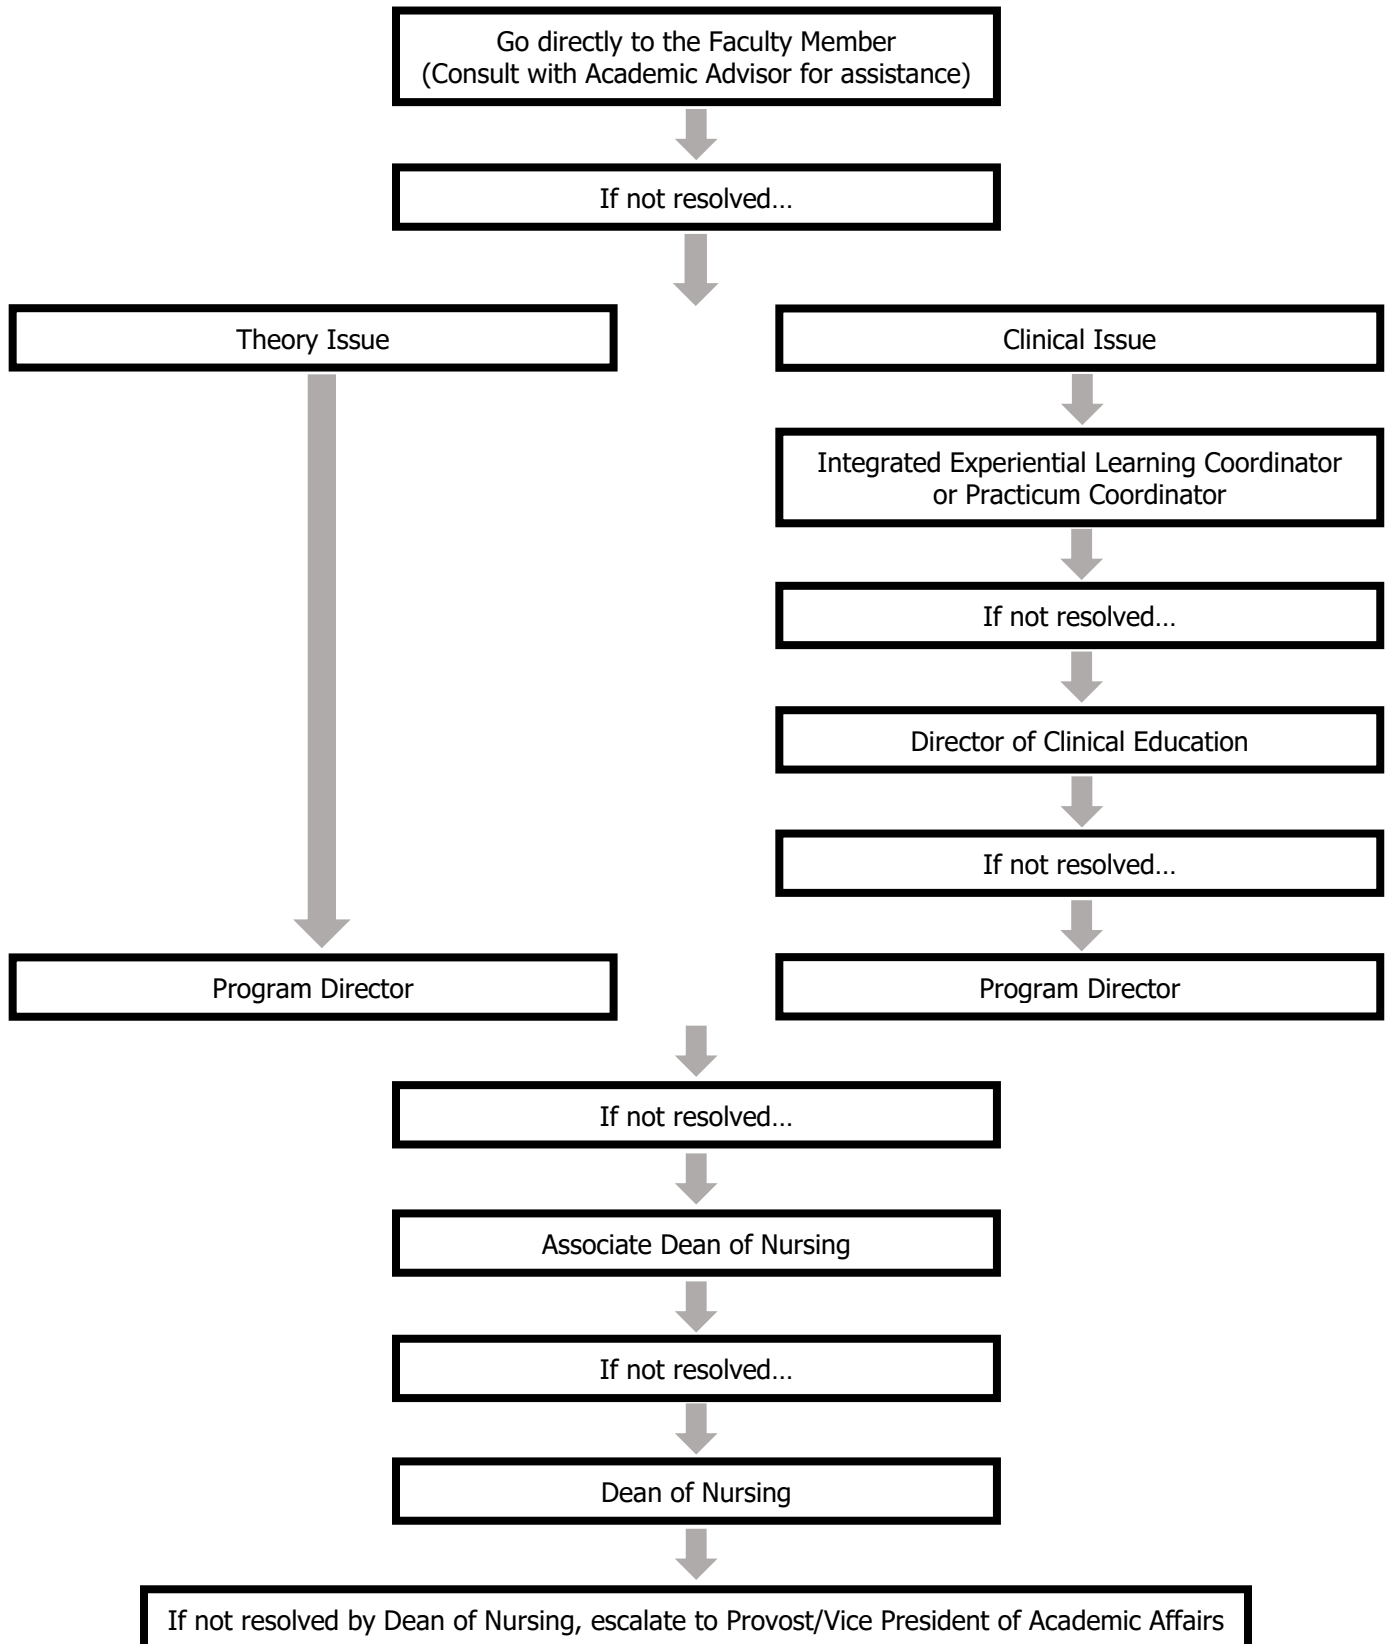 Go directly to the Faculty Member
(Consult with Academic Advisor for assistance)
If not resolved…
Theory Issue
Clinical Issue
Integrated Experiential Learning Coordinator
or Practicum Coordinator
If not resolved…
Director of Clinical Education
If not resolved…
Program Director
Program Director
If not resolved…
Associate Dean of Nursing
If not resolved…
Dean of Nursing
If not resolved by Dean of Nursing, escalate to Provost/Vice President of Academic Affairs